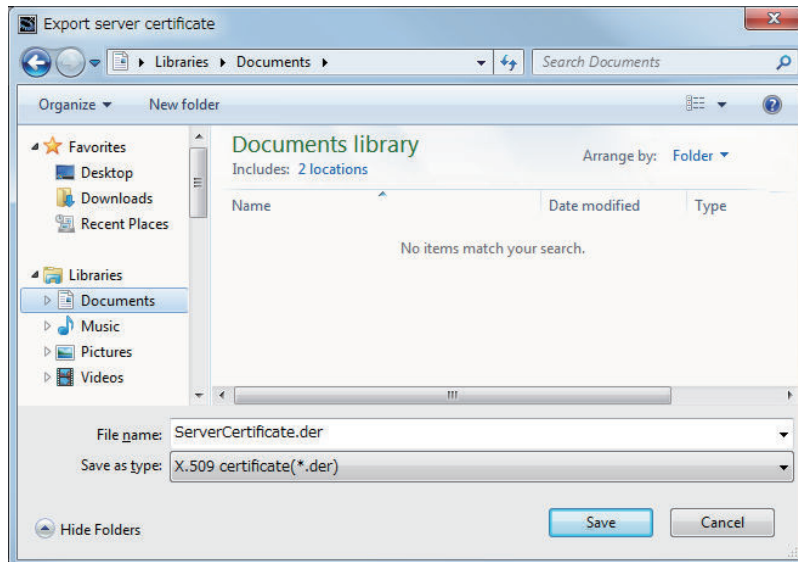 Export server certificate
Libraries Documents
Search Documents
Organize New folder
Favorites
Desktop
Downloads
Recent Places
Libraries
Documents
Music
Pictures
Videos
Documents library
Includes: 2 locations
Arrange by: Folder
Name Date modified Type
No items match your search.
File name: ServerCertificate.der
Save as type: X.509 certificate(*.der)
Hide Folders
Save Cancel